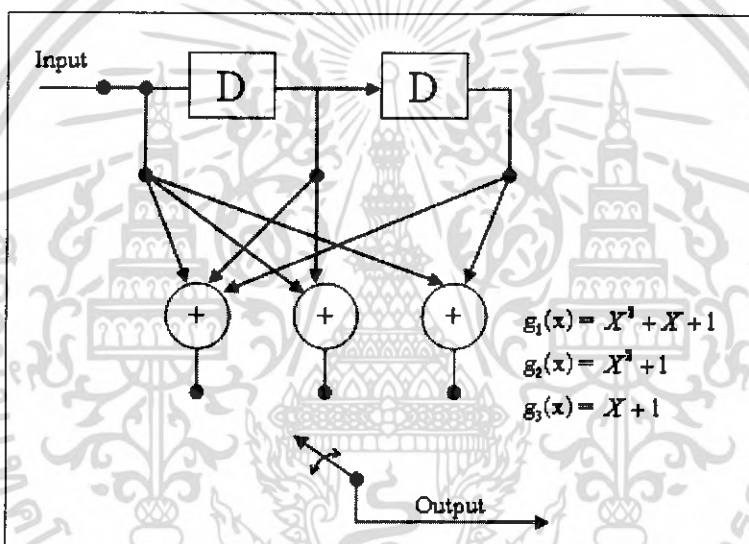 Input
D D
+ + +
g₁(x) = X² + X + 1
g₂(x) = X² + 1
g₃(x) = X + 1
Output